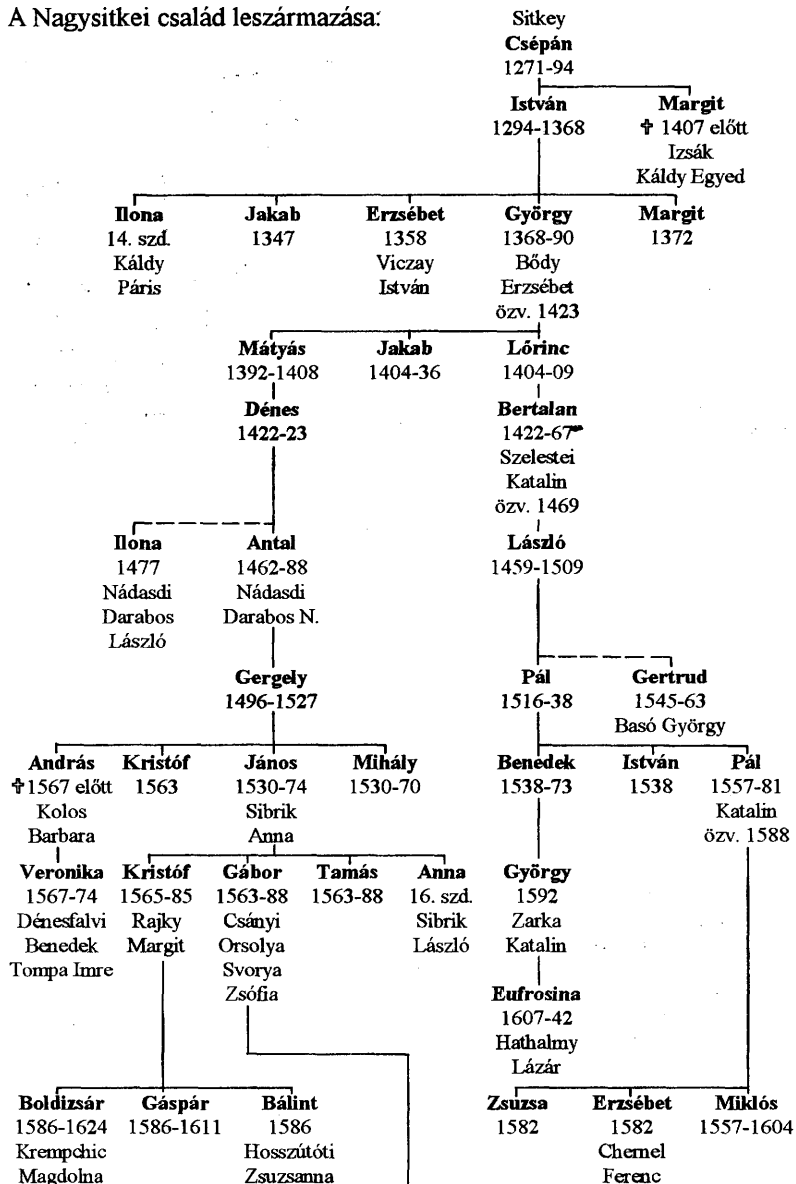 A Nagysitkei család leszármazása:
Sitkey
Csépán
1271-94
István
1294-1368
Margit
✞ 1407 előtt
Izsák
Káldy Egyed
Ilona
14. szd.
Káldy
Páris
Jakab
1347
Erzsébet
1358
Viczay
István
György
1368-90
Bődy
Erzsébet
özv. 1423
Margit
1372
Mátyás
1392-1408
Jakab
1404-36
Lőrinc
1404-09
Dénes
1422-23
Bertalan
1422-67
Szelestei
Katalin
özv. 1469
Ilona
1477
Nádasdi
Darabos
László
Antal
1462-88
Nádasdi
Darabos N.
László
1459-1509
Gergely
1496-1527
Pál
1516-38
Gertrud
1545-63
Basó György
András
✞1567 előtt
Kolos
Barbara
Kristóf
1563
János
1530-74
Sibrik
Anna
Mihály
1530-70
Benedek
1538-73
István
1538
Pál
1557-81
Katalin
özv. 1588
Veronika
1567-74
Dénesfalvi
Benedek
Tompa Imre
Kristóf
1565-85
Rajky
Margit
Gábor
1563-88
Csányi
Orsolya
Svorya
Zsófia
Tamás
1563-88
Anna
16. szd.
Sibrik
László
György
1592
Zarka
Katalin
Eufrosina
1607-42
Hathalmy
Lázár
Boldizsár
1586-1624
Krempchic
Magdolna
Gáspár
1586-1611
Bálint
1586
Hosszútóti
Zsuzsanna
Zsuzsa
1582
Erzsébet
1582
Chernel
Ferenc
Miklós
1557-1604